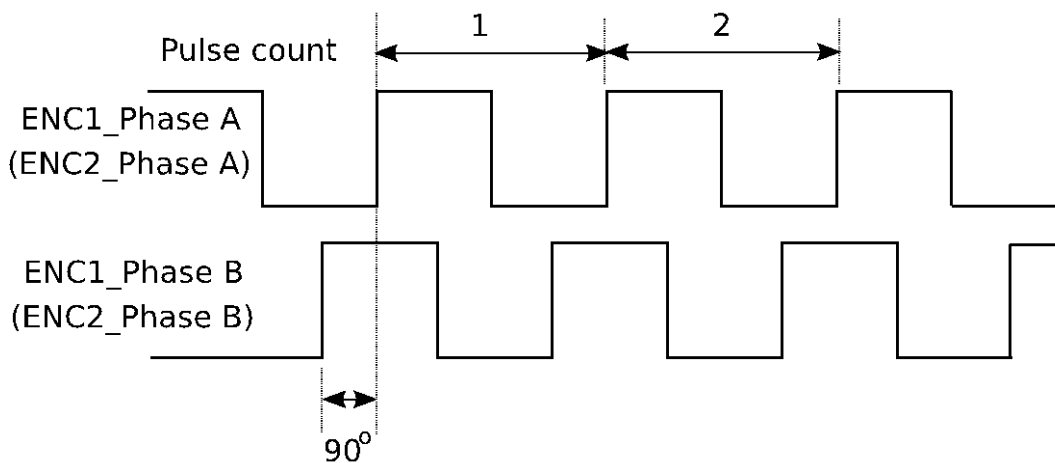 1
2
Pulse count
ENC1_Phase A
(ENC2_Phase A)
ENC1_Phase B
(ENC2_Phase B)
90°